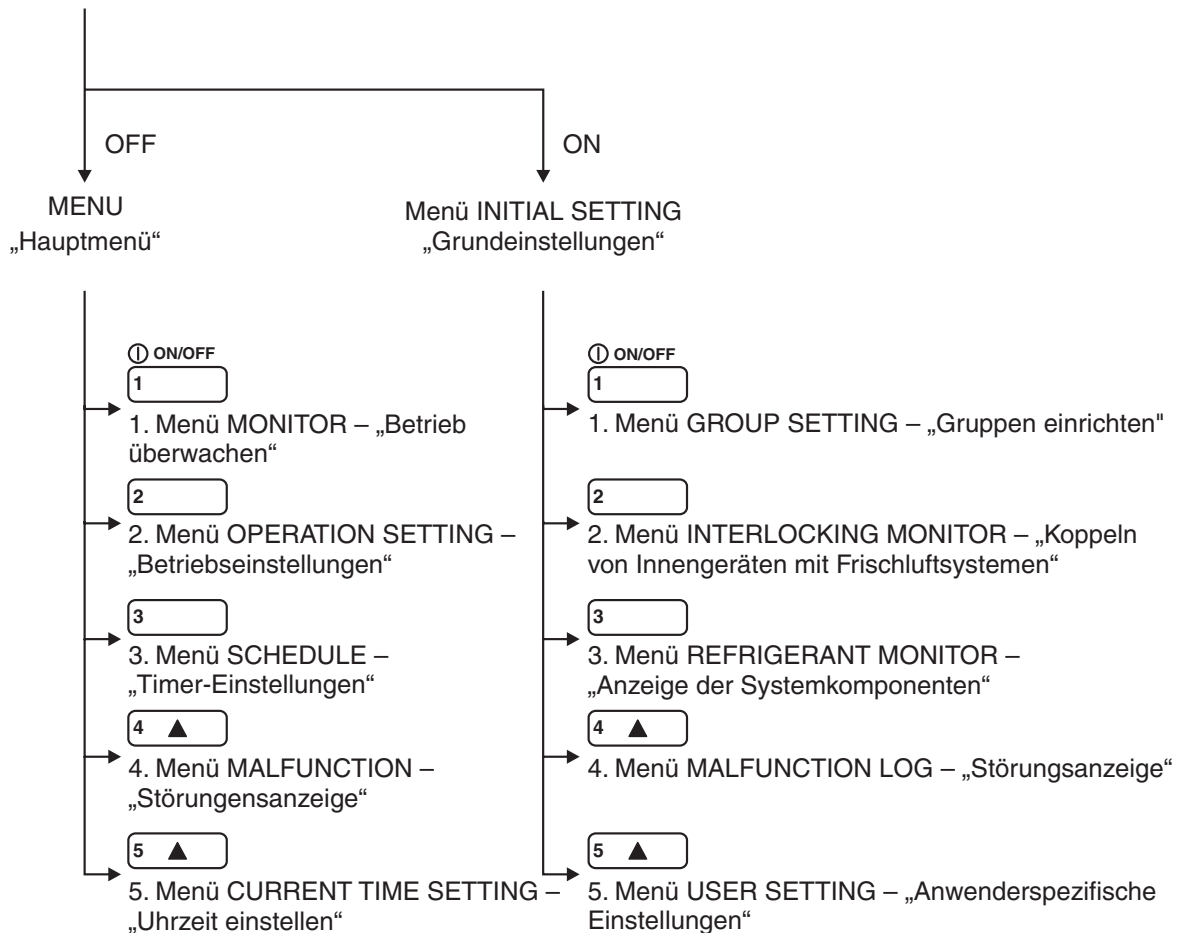 OFF
ON
MENU
„Hauptmenü“
Menü INITIAL SETTING
„Grundeinstellungen“
ON/OFF
1
1. Menü MONITOR – „Betrieb
überwachen“
2
2. Menü OPERATION SETTING –
„Betriebseinstellungen“
3
3. Menü SCHEDULE –
„Timer-Einstellungen“
4 ▲
4. Menü MALFUNCTION –
„Störungensanzeige“
5 ▲
5. Menü CURRENT TIME SETTING –
„Uhrzeit einstellen“
ON/OFF
1
1. Menü GROUP SETTING – „Gruppen einrichten"
2
2. Menü INTERLOCKING MONITOR – „Koppeln
von Innengeräten mit Frischluftsystemen“
3
3. Menü REFRIGERANT MONITOR –
„Anzeige der Systemkomponenten“
4 ▲
4. Menü MALFUNCTION LOG – „Störungsanzeige“
5 ▲
5. Menü USER SETTING – „Anwenderspezifische
Einstellungen“